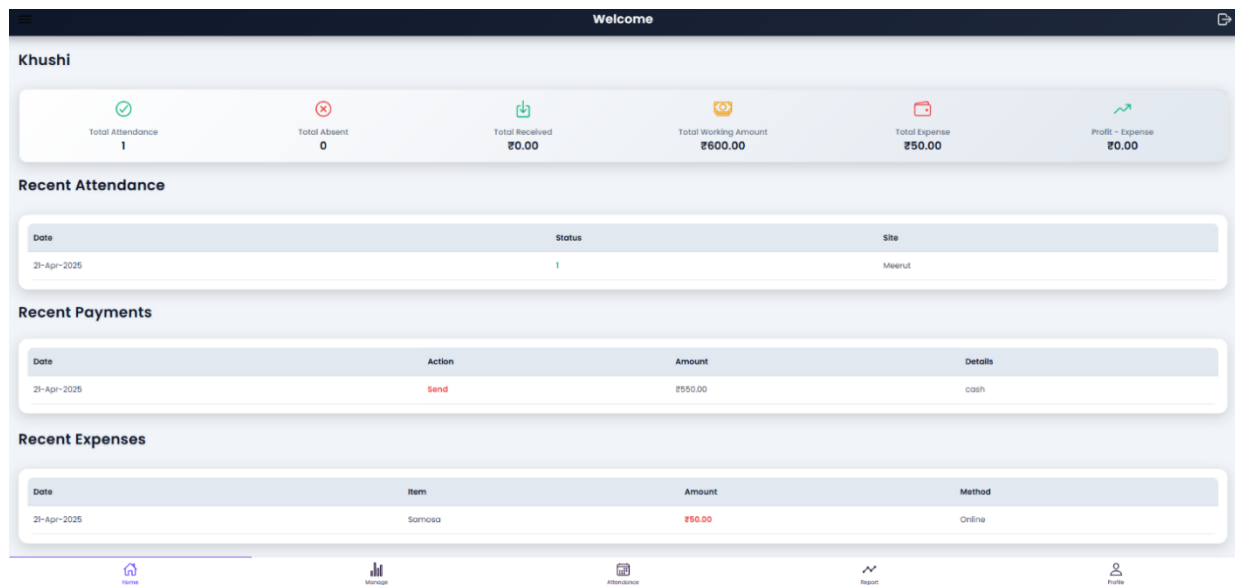 Welcome
Khushi
Total Attendance Total Absent Total Received Total Working Amount Total Expense Profit - Expense
1 0 ₹0.00 ₹600.00 ₹50.00 ₹0.00
Recent Attendance
Date Status Site
21-Apr-2025 1 Meerut
Recent Payments
Date Action Amount Details
21-Apr-2025 Send ₹550.00 cash
Recent Expenses
Date Item Amount Method
21-Apr-2025 Samosa ₹50.00 Online
Home Manage Attendance Report Profile